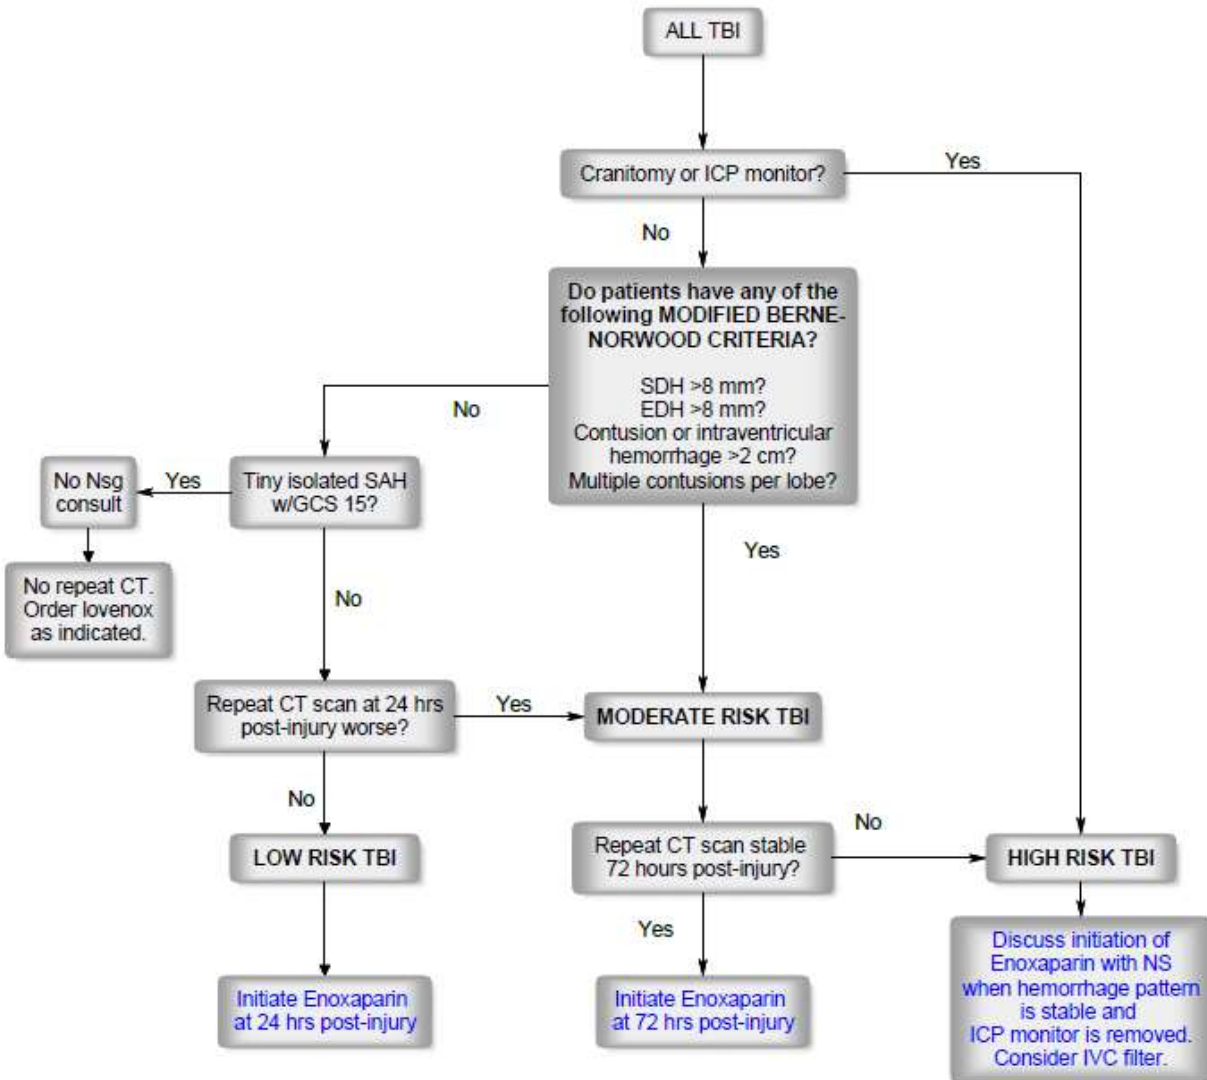 ALL TBI
Cranitomy or ICP monitor?
Yes
No
Do patients have any of the
following MODIFIED BERNE-
NORWOOD CRITERIA?
SDH >8 mm?
EDH >8 mm?
Contusion or intraventricular
hemorrhage >2 cm?
Multiple contusions per lobe?
No
Tiny isolated SAH
w/GCS 15?
Yes
No Nsg
consult
No repeat CT.
Order lovenox
as indicated.
No
Yes
Repeat CT scan at 24 hrs
post-injury worse?
Yes
MODERATE RISK TBI
No
LOW RISK TBI
Repeat CT scan stable
72 hours post-injury?
No
HIGH RISK TBI
Yes
Initiate Enoxaparin
at 24 hrs post-injury
Initiate Enoxaparin
at 72 hrs post-injury
Discuss initiation of
Enoxaparin with NS
when hemorrhage pattern
is stable and
ICP monitor is removed.
Consider IVC filter.